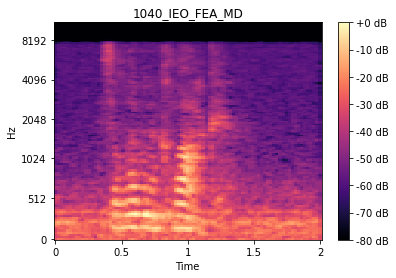 1040_IEO_FEA_MD
+0 dB
8192
-10 dB
4096
-20 dB
-30 dB
2048
-40 dB
Hz
1024
-50 dB
512
-60 dB
-70 dB
0
-80 dB
0 0.5 1 1.5 2
Time